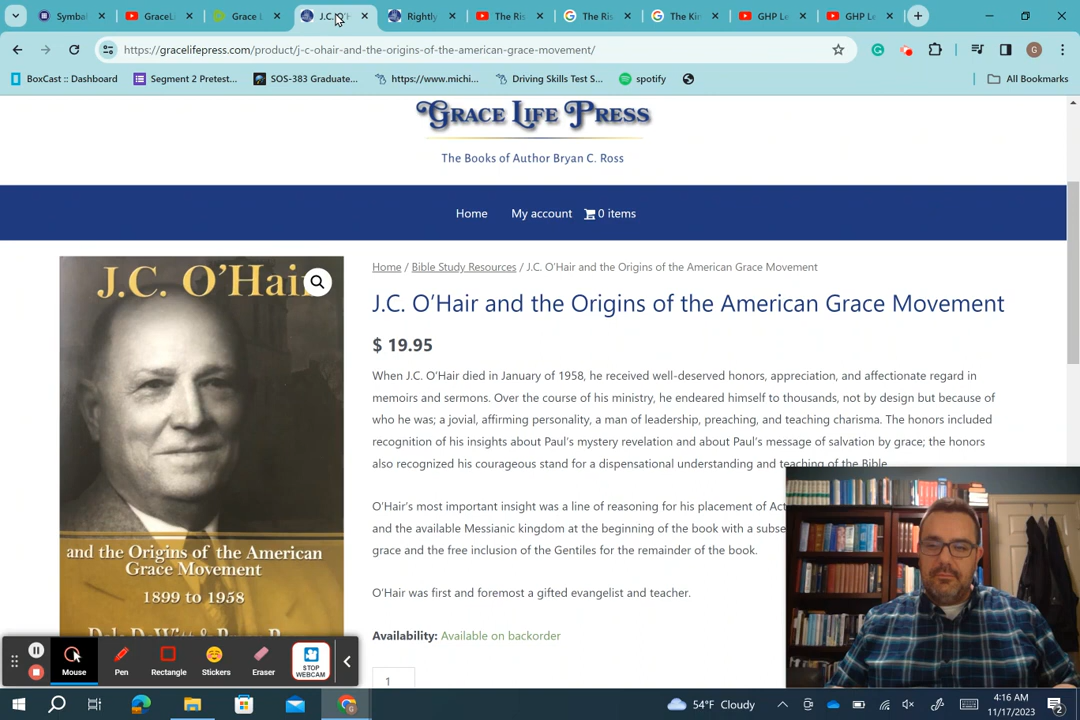 Symbal
GraceLi
Grace L
J.C. O'H
Rightly
The Ris
The Ris
The Kin
GHP Le
GHP Le
https://gracelifepress.com/product/j-c-ohair-and-the-origins-of-the-american-grace-movement/
G
BoxCast :: Dashboard
Segment 2 Pretest...
SOS-383 Graduate...
https://www.michi...
Driving Skills Test S...
spotify
All Bookmarks
GRACE LIFE PRESS
The Books of Author Bryan C. Ross
Home
My account
0 items
J.C. O'Hair
Home / Bible Study Resources / J.C. O'Hair and the Origins of the American Grace Movement
J.C. O'Hair and the Origins of the American Grace Movement
$ 19.95
When J.C. O'Hair died in January of 1958, he received well-deserved honors, appreciation, and affectionate regard in
memoirs and sermons. Over the course of his ministry, he endeared himself to thousands, not by design but because of
who he was; a jovial, affirming personality, a man of leadership, preaching, and teaching charisma. The honors included
recognition of his insights about Paul's mystery revelation and about Paul's message of salvation by grace; the honors
also recognized his courageous stand for a dispensational understanding and teaching of the Bible.
O'Hair's most important insight was a line of reasoning for his placement of Act
and the available Messianic kingdom at the beginning of the book with a subse
grace and the free inclusion of the Gentiles for the remainder of the book.
O'Hair was first and foremost a gifted evangelist and teacher.
Availability: Available on backorder
1
and the Origins of the American
Grace Movement
1899 to 1958
Mouse
Pen
Rectangle
Stickers
Eraser
STOP
WEBCAM
54°F Cloudy
4:16 AM
11/17/2023
2